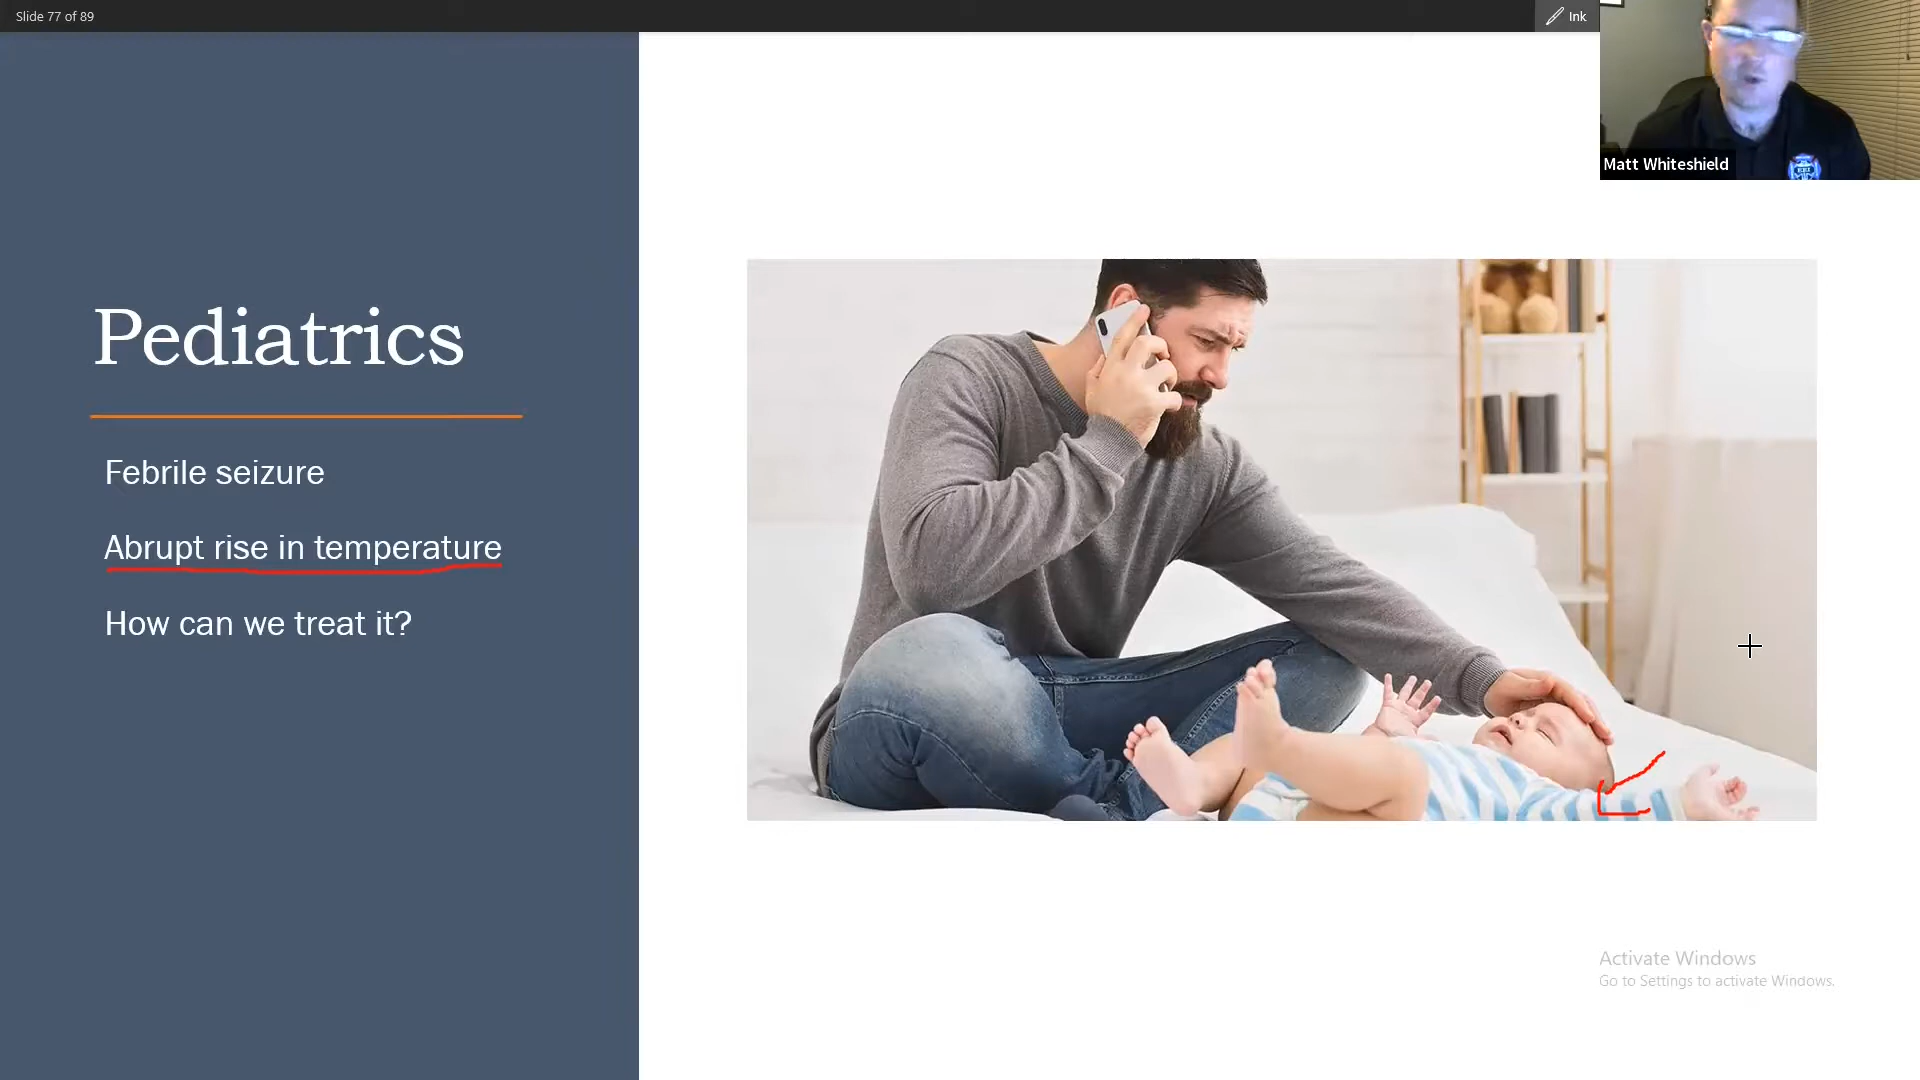 Slide 77 of 89
Ink
Matt Whiteshield
Pediatrics
Febrile seizure
Abrupt rise in temperature
How can we treat it?
Activate Windows
Go to Settings to activate Windows.